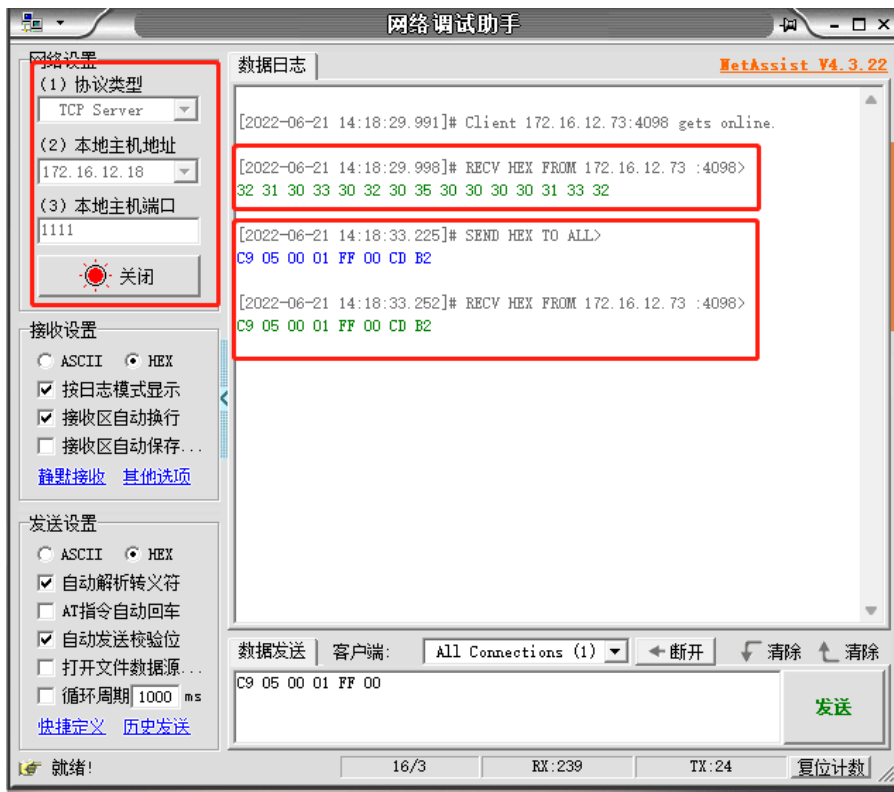 网络调试助手
网络设置
(1) 协议类型
TCP Server
(2) 本地主机地址
172.16.12.18
(3) 本地主机端口
1111
关闭
接收设置
ASCII HEX
按日志模式显示
接收区自动换行
接收区自动保存...
静默接收 其他选项
发送设置
ASCII HEX
自动解析转义符
AT指令自动回车
自动发送校验位
打开文件数据源...
循环周期 1000 ms
快捷定义 历史发送
数据日志
NetAssist V4.3.22
[2022-06-21 14:18:29.991]# Client 172.16.12.73:4098 gets online.
[2022-06-21 14:18:29.998]# RECV HEX FROM 172.16.12.73 :4098>
32 31 30 33 30 32 30 35 30 30 30 30 31 33 32
[2022-06-21 14:18:33.225]# SEND HEX TO ALL>
C9 05 00 01 FF 00 CD B2
[2022-06-21 14:18:33.252]# RECV HEX FROM 172.16.12.73 :4098>
C9 05 00 01 FF 00 CD B2
数据发送 客户端: All Connections (1) 断开 清除 清除
C9 05 00 01 FF 00
发送
就绪! 16/3 RX:239 TX:24 复位计数